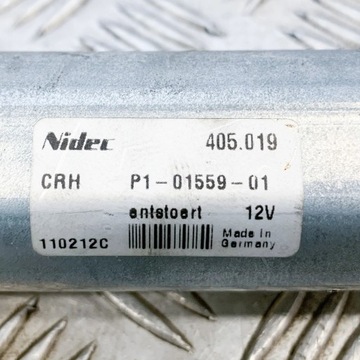 Nidec 405.019
CRH P1-01559-01
entstoert 12V
110212C Made in Germany